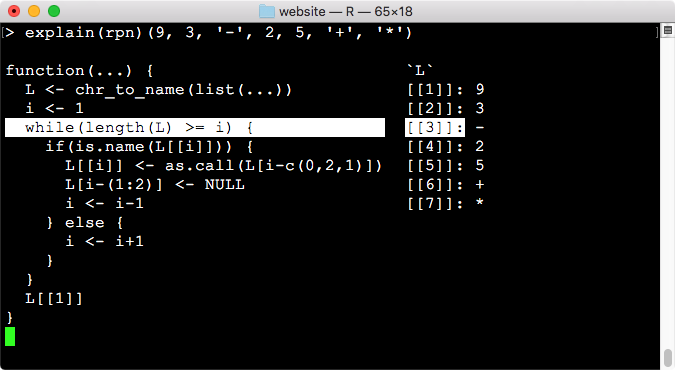 website — R — 65×18
> explain(rpn)(9, 3, '-', 2, 5, '+', '*')
function(...) { `L`
  L <- chr_to_name(list(...)) [[1]]: 9
  i <- 1 [[2]]: 3
  while(length(L) >= i) { [[3]]: -
    if(is.name(L[[i]])) { [[4]]: 2
      L[[i]] <- as.call(L[i-c(0,2,1)]) [[5]]: 5
      L[i-(1:2)] <- NULL [[6]]: +
      i <- i-1 [[7]]: *
    } else {
      i <- i+1
    }
  }
  L[[1]]
}